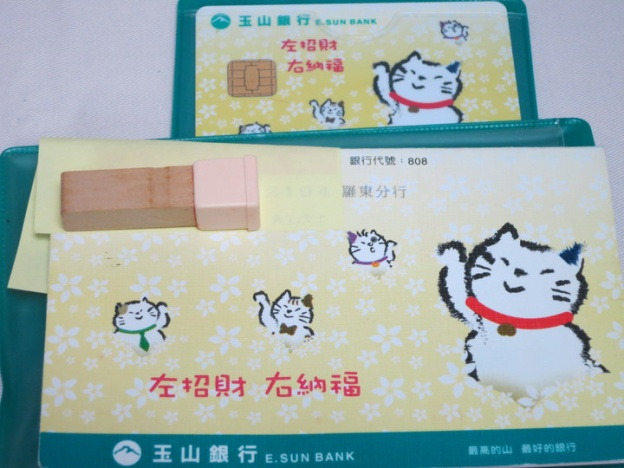 玉山銀行 E.SUN BANK
左招財
右納福
銀行代號：808
羅東分行
左招財 右納福
玉山銀行 E.SUN BANK
最高的山 最好的銀行